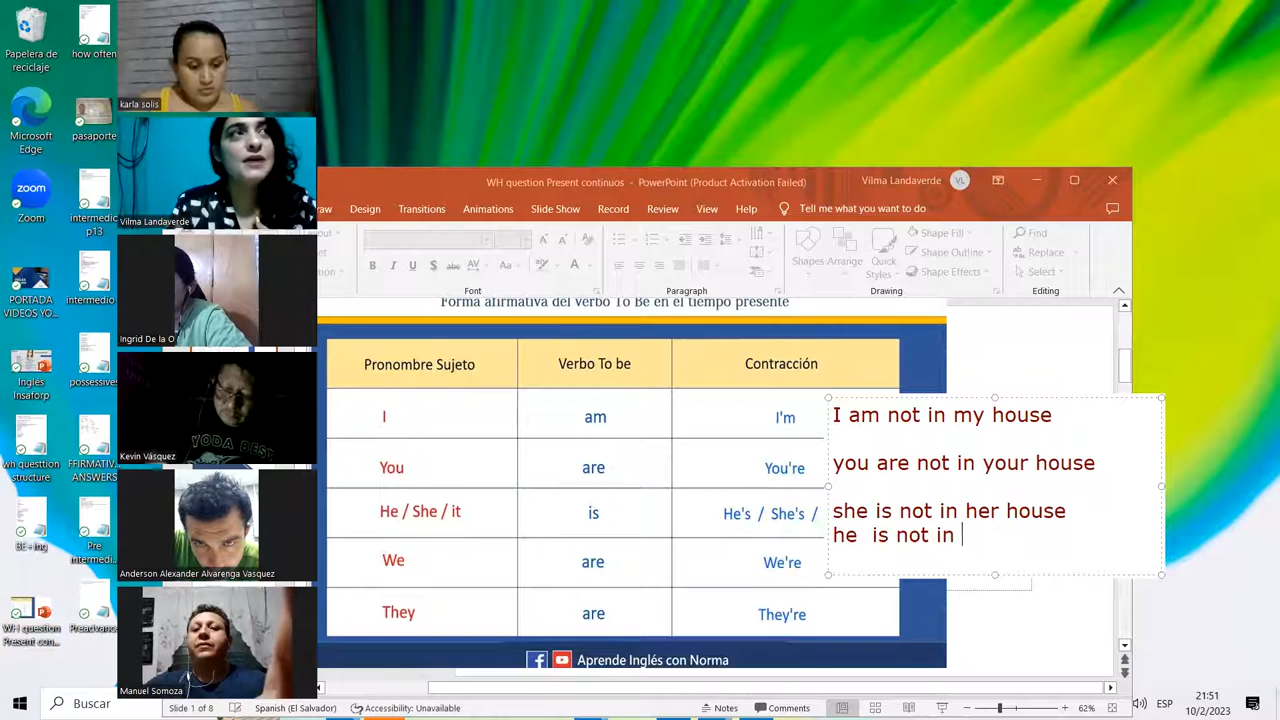 Papelera de
reciclaje
how often
Microsoft
Edge
pasaporte
Zoom
intermedic
p13
PORTADA
VIDEOS YO...
intermedio
Inglés
Insaforp
possessives
wh questtion
structure
FFIRMATIV
ANSWERS
BE + ing
Pre
intermedi...
WH question
Present con...
Preadvance
karla solis
Vilma Landaverde
Ingrid De la O
Kevin Vásquez
YODA BEST
Anderson Alexander Alvarenga Vasquez
Manuel Somoza
WH question Present continuos - PowerPoint (Product Activation Failed)
Vilma Landaverde
VL
raw
Design
Transitions
Animations
Slide Show
Record
Review
View
Help
Tell me what you want to do
Shapes
Arrange
Quick
Styles
Shape Fill
Shape Outline
Shape Effects
Find
Replace
Select
Font
Paragraph
Drawing
Editing
Forma afirmativa del verbo To Be en el tiempo presente
Pronombre Sujeto
Verbo To be
Contracción
I
am
I'm
You
are
You're
He / She / it
is
He's / She's /
We
are
We're
They
are
They're
I am not in my house
you are not in your house
she is not in her house
he  is not in
Aprende Inglés con Norma
Buscar
Slide 1 of 8
Spanish (El Salvador)
Accessibility: Unavailable
Notes
Comments
62%
ESP
21:51
10/2/2023